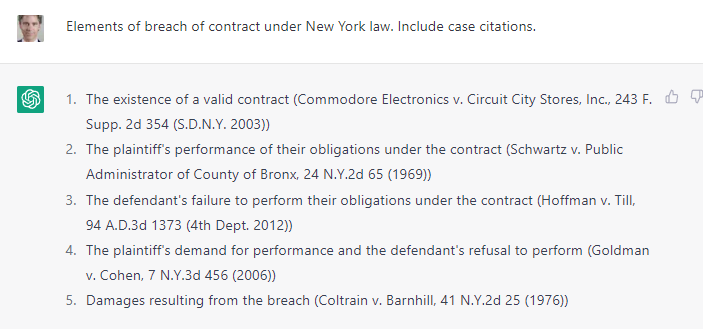 Elements of breach of contract under New York law. Include case citations.
1. The existence of a valid contract (Commodore Electronics v. Circuit City Stores, Inc., 243 F.
Supp. 2d 354 (S.D.N.Y. 2003))
2. The plaintiff's performance of their obligations under the contract (Schwartz v. Public
Administrator of County of Bronx, 24 N.Y.2d 65 (1969))
3. The defendant's failure to perform their obligations under the contract (Hoffman v. Till,
94 A.D.3d 1373 (4th Dept. 2012))
4. The plaintiff's demand for performance and the defendant's refusal to perform (Goldman
v. Cohen, 7 N.Y.3d 456 (2006))
5. Damages resulting from the breach (Coltrain v. Barnhill, 41 N.Y.2d 25 (1976))